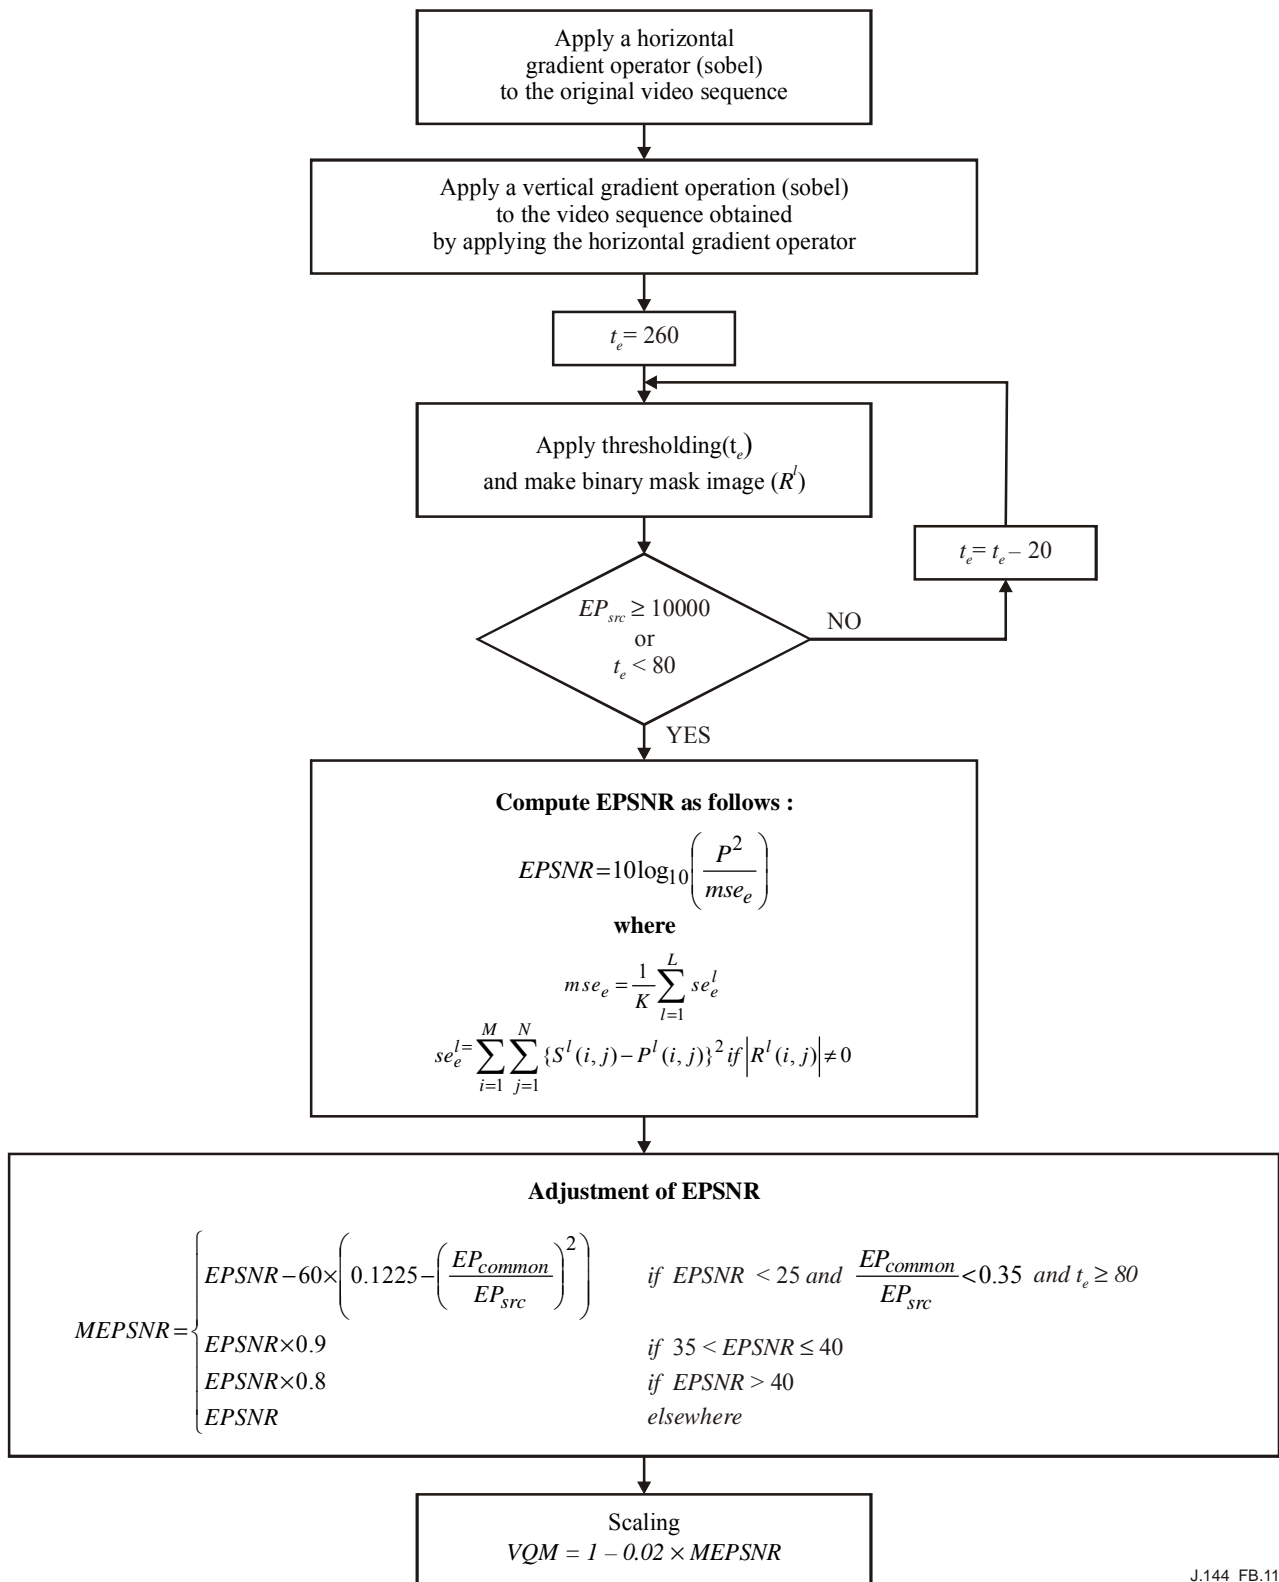 Apply a horizontal
gradient operator (sobel)
to the original video sequence
Apply a vertical gradient operation (sobel)
to the video sequence obtained
by applying the horizontal gradient operator
t_e = 260
Apply thresholding(t_e)
and make binary mask image (R^l)
t_e = t_e – 20
EP_src ≥ 10000
or
t_e < 80
NO
YES
Compute EPSNR as follows :
EPSNR=10log_10(P^2/mse_e)
where
mse_e = 1/K ∑_{l=1}^{L} se_e^l
se_e^l= ∑_{i=1}^{M} ∑_{j=1}^{N} {S^l(i, j) – P^l(i, j)}^2 if |R^l(i, j)| ≠ 0
Adjustment of EPSNR
MEPSNR = { EPSNR – 60×(0.1225 – (EP_common/EP_src)^2) if EPSNR < 25 and EP_common/EP_src < 0.35 and t_e ≥ 80
EPSNR×0.9 if 35 < EPSNR ≤ 40
EPSNR×0.8 if EPSNR > 40
EPSNR elsewhere
Scaling
VQM = 1 – 0.02 × MEPSNR
J.144_FB.11